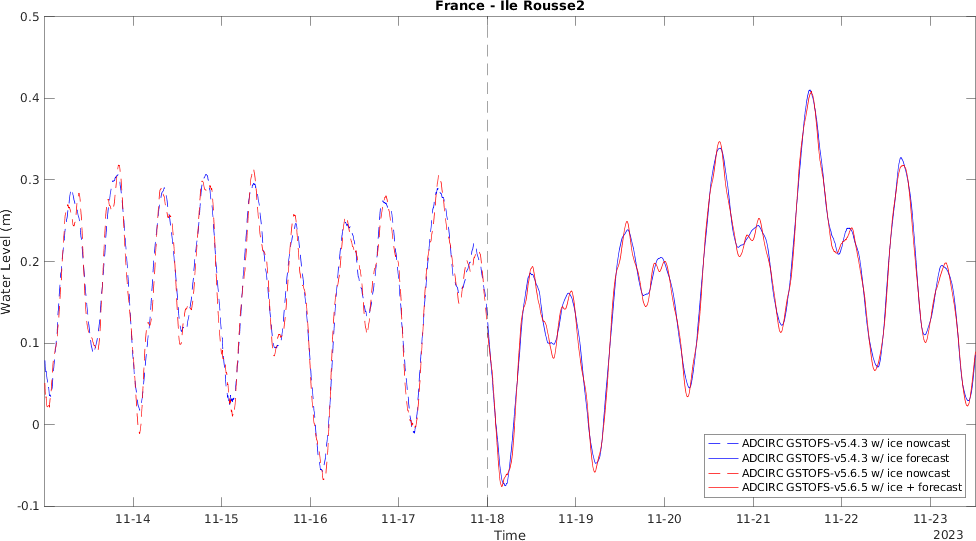 France - Ile Rousse2
0.5
0.4
0.3
0.2
0.1
0
-0.1
Water Level (m)
ADCIRC GSTOFS-v5.4.3 w/ ice nowcast
ADCIRC GSTOFS-v5.4.3 w/ ice forecast
ADCIRC GSTOFS-v5.6.5 w/ ice nowcast
ADCIRC GSTOFS-v5.6.5 w/ ice + forecast
11-14 11-15 11-16 11-17 11-18 11-19 11-20 11-21 11-22 11-23
Time
2023